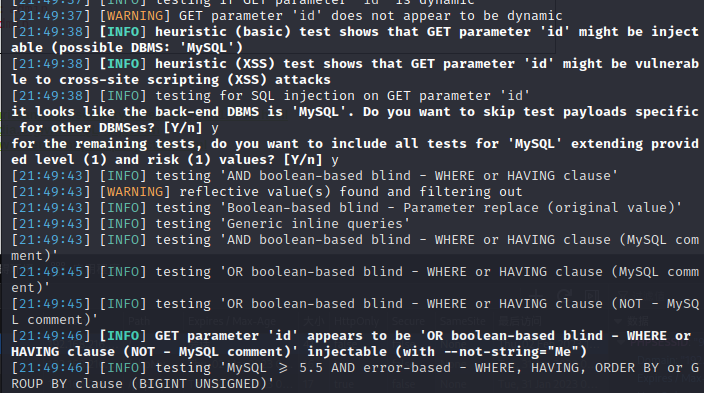 [21:49:37] [INFO] testing if GET parameter 'id' is dynamic
[21:49:37] [WARNING] GET parameter 'id' does not appear to be dynamic
[21:49:38] [INFO] heuristic (basic) test shows that GET parameter 'id' might be inject
able (possible DBMS: 'MySQL')
[21:49:38] [INFO] heuristic (XSS) test shows that GET parameter 'id' might be vulnerab
le to cross-site scripting (XSS) attacks
[21:49:38] [INFO] testing for SQL injection on GET parameter 'id'
it looks like the back-end DBMS is 'MySQL'. Do you want to skip test payloads specific
for other DBMSes? [Y/n] y
for the remaining tests, do you want to include all tests for 'MySQL' extending provid
ed level (1) and risk (1) values? [Y/n] y
[21:49:43] [INFO] testing 'AND boolean-based blind - WHERE or HAVING clause'
[21:49:43] [WARNING] reflective value(s) found and filtering out
[21:49:43] [INFO] testing 'Boolean-based blind - Parameter replace (original value)'
[21:49:43] [INFO] testing 'Generic inline queries'
[21:49:43] [INFO] testing 'AND boolean-based blind - WHERE or HAVING clause (MySQL com
ment)'
[21:49:45] [INFO] testing 'OR boolean-based blind - WHERE or HAVING clause (MySQL comm
ent)'
[21:49:45] [INFO] testing 'OR boolean-based blind - WHERE or HAVING clause (NOT - MySQ
L comment)'
[21:49:46] [INFO] GET parameter 'id' appears to be 'OR boolean-based blind - WHERE or
HAVING clause (NOT - MySQL comment)' injectable (with --not-string="Me")
[21:49:46] [INFO] testing 'MySQL ≥ 5.5 AND error-based - WHERE, HAVING, ORDER BY or G
ROUP BY clause (BIGINT UNSIGNED)'